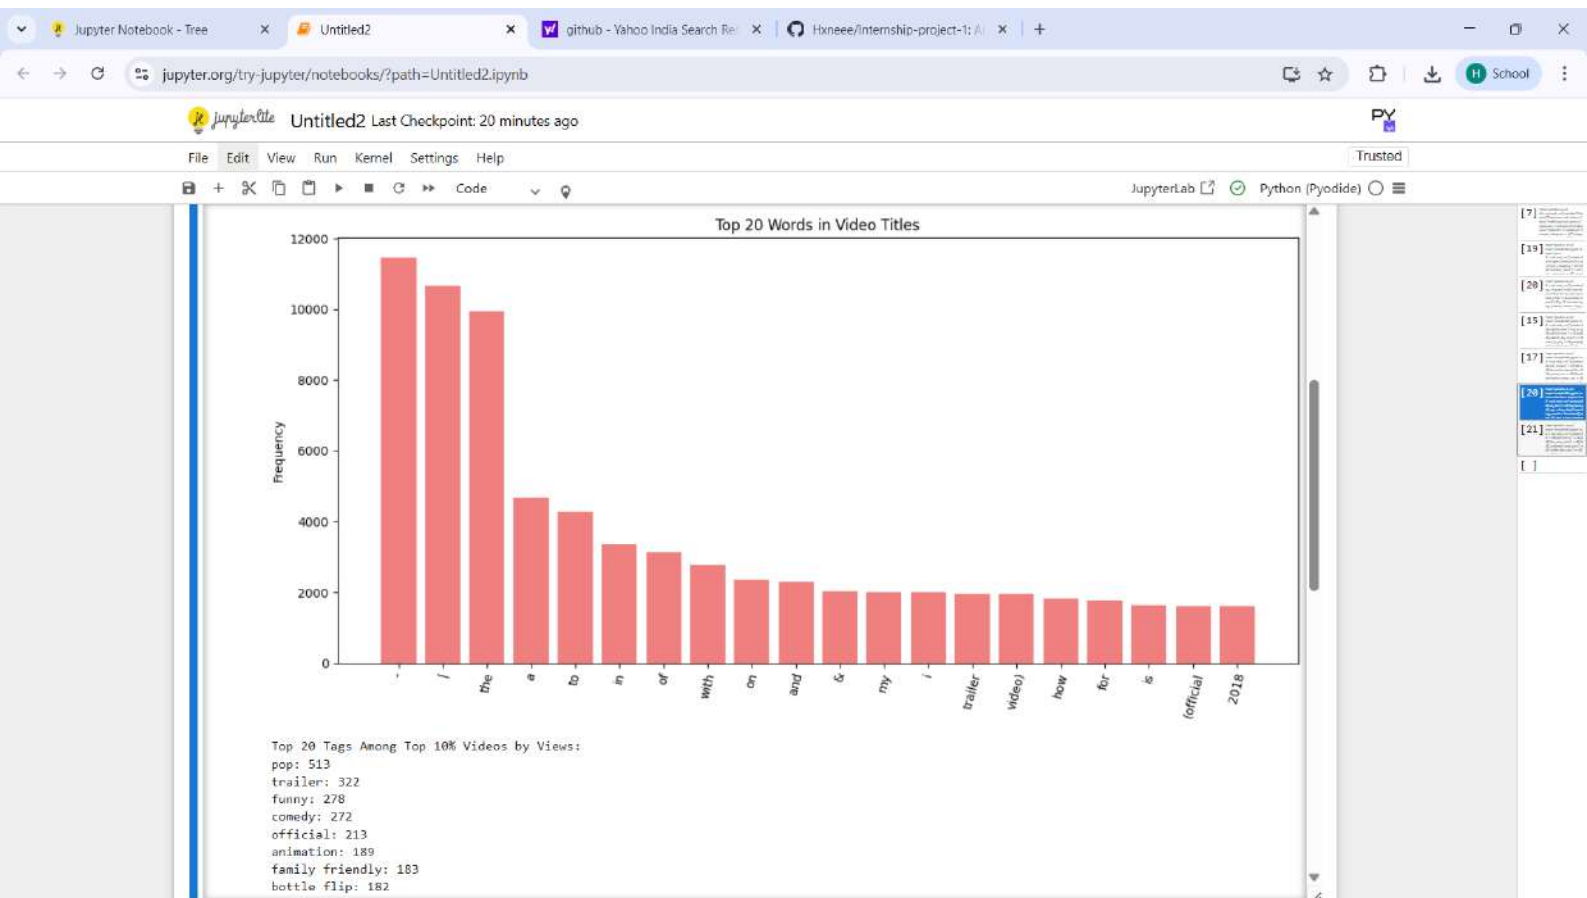 Jupyter Notebook - Tree
Untitled2
github - Yahoo India Search Re
Hxneee/Internship-project-1: A
jupyter.org/try-jupyter/notebooks/?path=Untitled2.ipynb
H School
jupyterlite Untitled2 Last Checkpoint: 20 minutes ago
PY
File Edit View Run Kernel Settings Help
Trusted
Code
JupyterLab
Python (Pyodide)
Top 20 Words in Video Titles
12000
10000
8000
6000
4000
2000
0
Frequency
- | the a to in of with on and & my i trailer video) how for is (official 2018
Top 20 Tags Among Top 10% Videos by Views:
pop: 513
trailer: 322
funny: 278
comedy: 272
official: 213
animation: 189
family friendly: 183
bottle flip: 182
[7]
[19]
[20]
[15]
[17]
[20]
[21]
[ ]